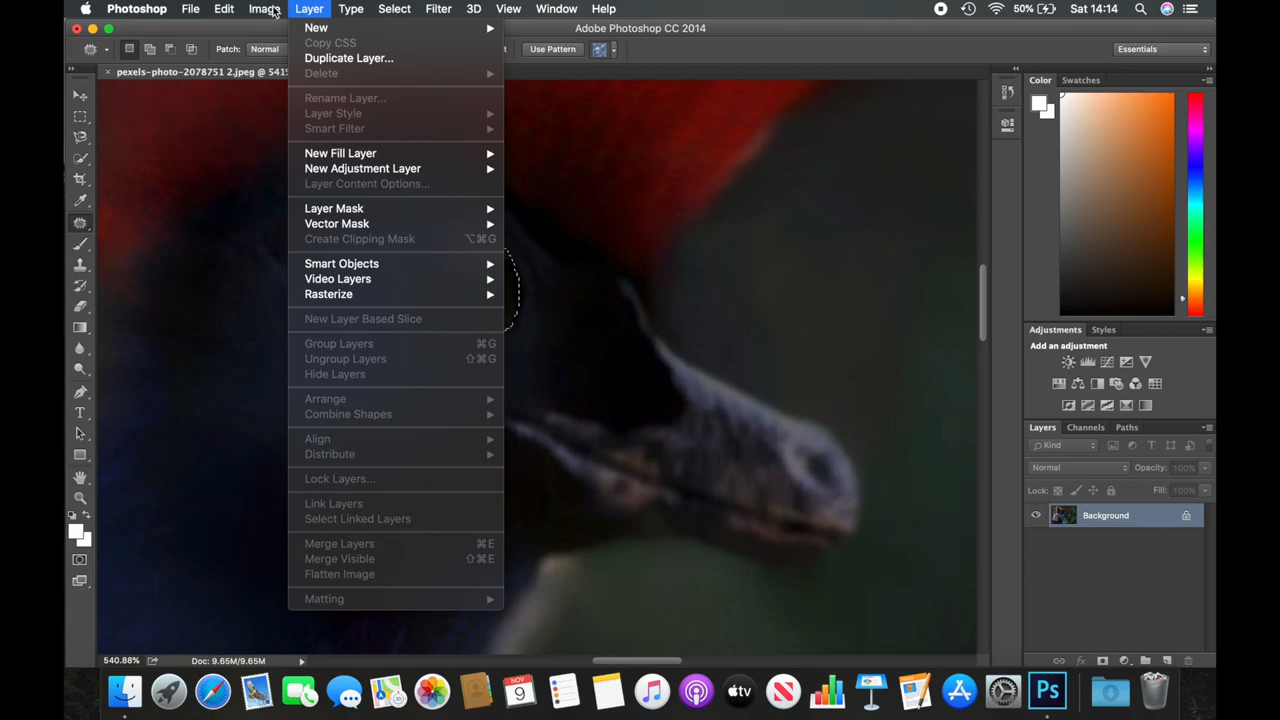 Photoshop File Edit Image Layer Type Select Filter 3D View Window Help 50% Sat 14:14
Adobe Photoshop CC 2014
Patch: Normal Use Pattern Essentials
× pexels-photo-2078751 2.jpeg @ 541
New
Copy CSS
Duplicate Layer...
Delete
Rename Layer...
Layer Style
Smart Filter
New Fill Layer
New Adjustment Layer
Layer Content Options...
Layer Mask
Vector Mask
Create Clipping Mask ⌥⌘G
Smart Objects
Video Layers
Rasterize
New Layer Based Slice
Group Layers ⌘G
Ungroup Layers ⇧⌘G
Hide Layers
Arrange
Combine Shapes
Align
Distribute
Lock Layers...
Link Layers
Select Linked Layers
Merge Layers ⌘E
Merge Visible ⇧⌘E
Flatten Image
Matting
Color Swatches
Adjustments Styles
Add an adjustment
Layers Channels Paths
Kind
Normal Opacity: 100%
Lock: Fill: 100%
Background
540.88% Doc: 9.65M/9.65M
NOV
9
tv
Ps